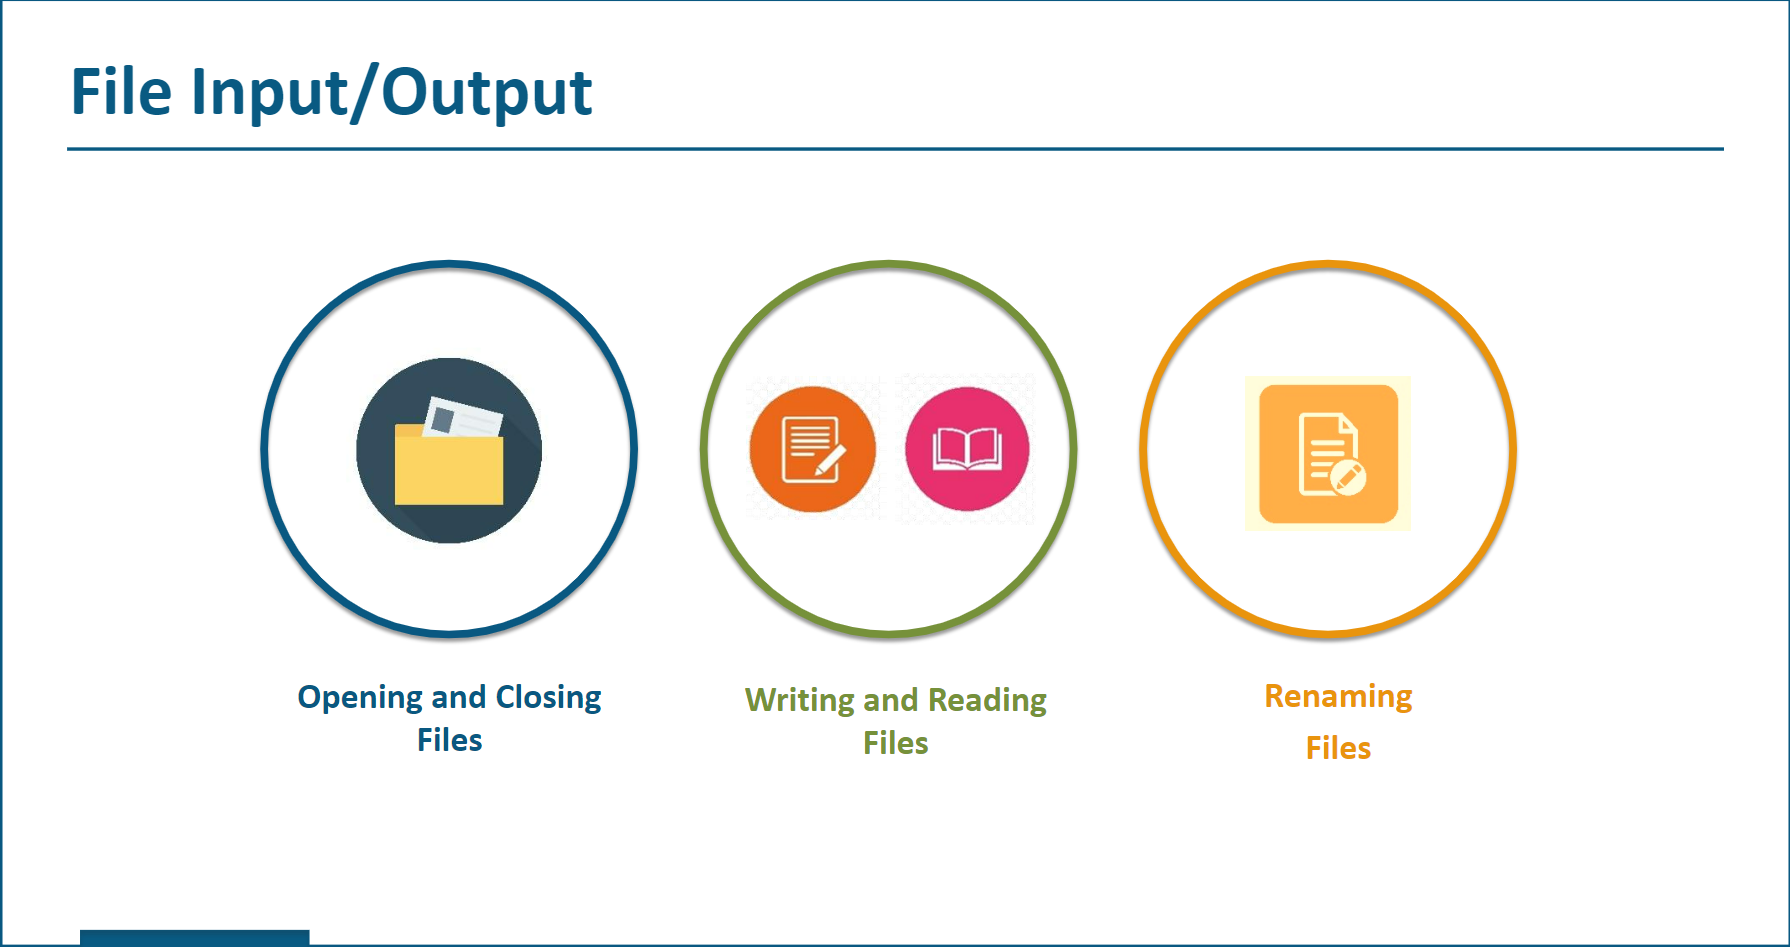 File Input/Output
Opening and Closing
Files
Writing and Reading
Files
Renaming
Files